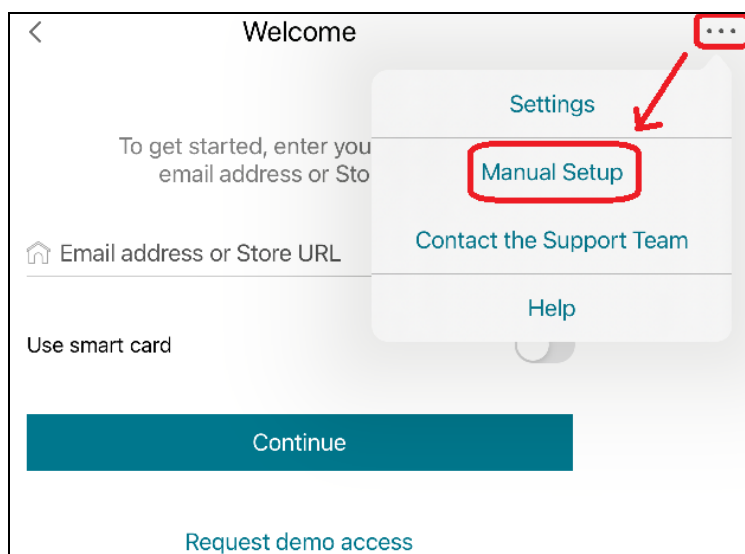 Welcome
Settings
To get started, enter you
email address or Sto
Manual Setup
Contact the Support Team
Email address or Store URL
Help
Use smart card
Continue
Request demo access